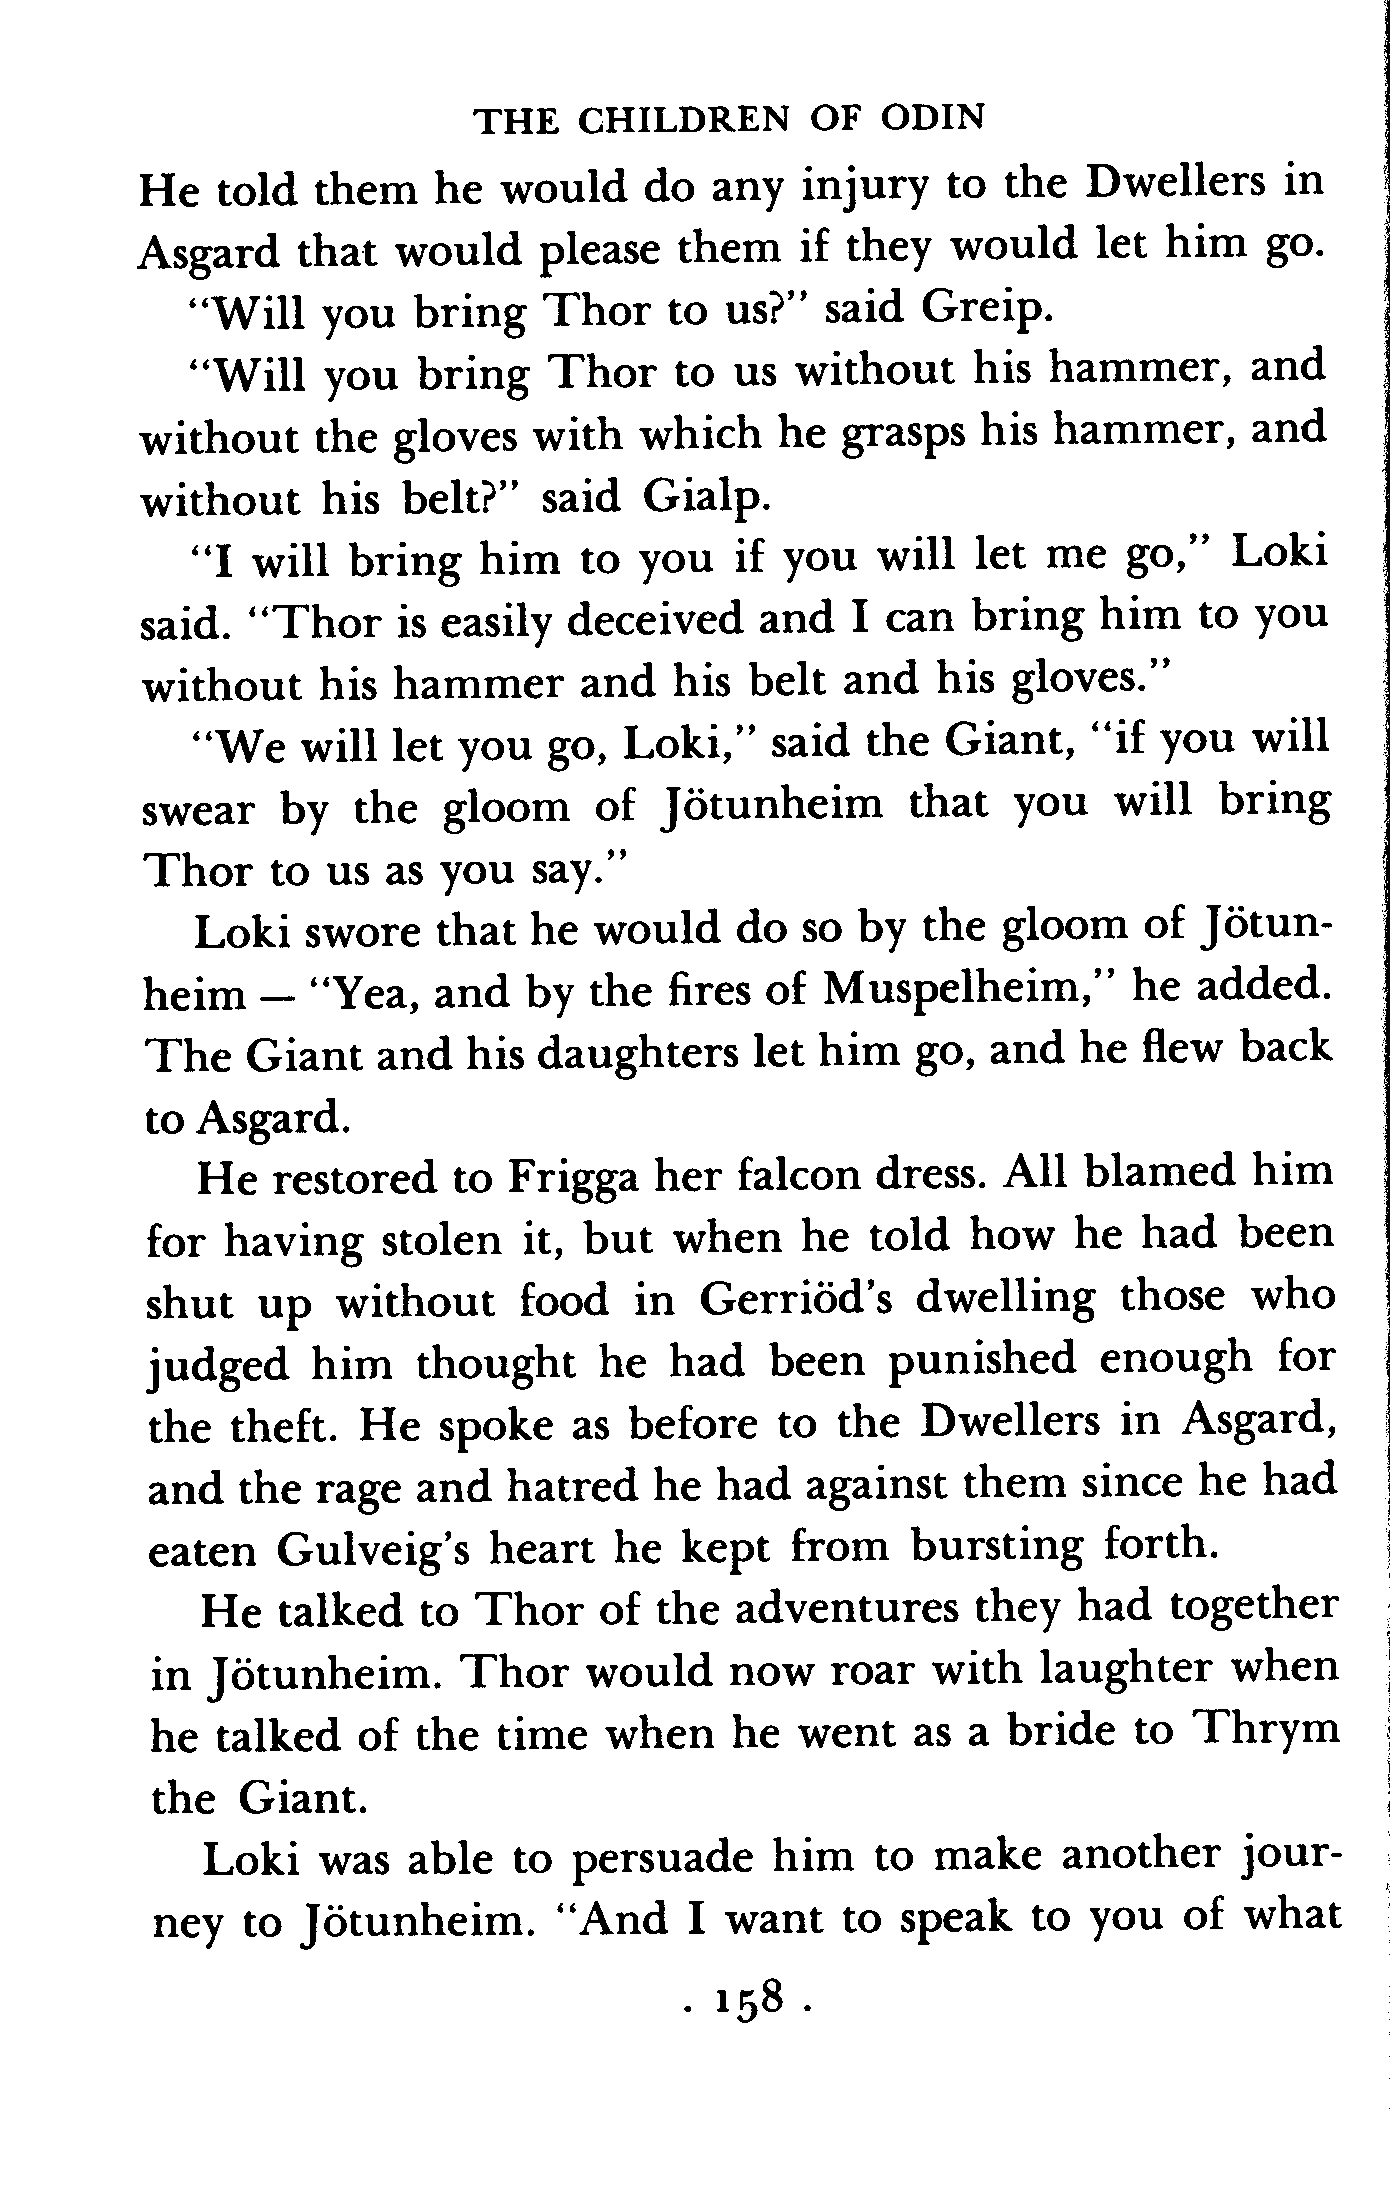 THE CHILDREN OF ODIN
He told them he would do any injury to the Dwellers in
Asgard that would please them if they would let him go.
“Will you bring Thor to us?” said Greip.
“Will you bring Thor to us without his hammer, and
without the gloves with which he grasps his hammer, and
without his belt?” said Gialp.
“I will bring him to you if you will let me go,” Loki
said. “Thor is easily deceived and I can bring him to you
without his hammer and his belt and his gloves.”
“We will let you go, Loki,” said the Giant, “if you will
swear by the gloom of Jötunheim that you will bring
Thor to us as you say.”
Loki swore that he would do so by the gloom of Jötun-
heim — “Yea, and by the fires of Muspelheim,” he added.
The Giant and his daughters let him go, and he flew back
to Asgard.
He restored to Frigga her falcon dress. All blamed him
for having stolen it, but when he told how he had been
shut up without food in Gerriöd’s dwelling those who
judged him thought he had been punished enough for
the theft. He spoke as before to the Dwellers in Asgard,
and the rage and hatred he had against them since he had
eaten Gulveig’s heart he kept from bursting forth.
He talked to Thor of the adventures they had together
in Jötunheim. Thor would now roar with laughter when
he talked of the time when he went as a bride to Thrym
the Giant.
Loki was able to persuade him to make another jour-
ney to Jötunheim. “And I want to speak to you of what
. 158 .